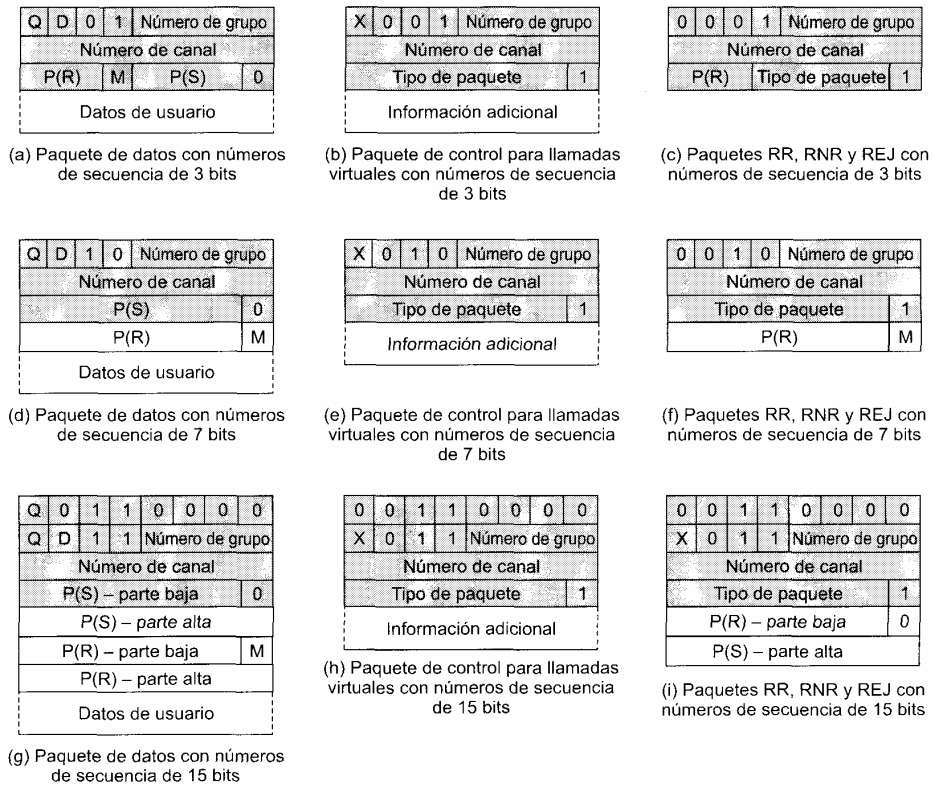 Q D 0 1 Número de grupo
Número de canal
P(R) M P(S) 0
Datos de usuario
(a) Paquete de datos con números
de secuencia de 3 bits
X 0 0 1 Número de grupo
Número de canal
Tipo de paquete 1
Información adicional
(b) Paquete de control para llamadas
virtuales con números de secuencia
de 3 bits
0 0 0 1 Número de grupo
Número de canal
P(R) Tipo de paquete 1
(c) Paquetes RR, RNR y REJ con
números de secuencia de 3 bits
Q D 1 0 Número de grupo
Número de canal
P(S) 0
P(R) M
Datos de usuario
(d) Paquete de datos con números
de secuencia de 7 bits
X 0 1 0 Número de grupo
Número de canal
Tipo de paquete 1
Información adicional
(e) Paquete de control para llamadas
virtuales con números de secuencia
de 7 bits
0 0 1 0 Número de grupo
Número de canal
Tipo de paquete 1
P(R) M
(f) Paquetes RR, RNR y REJ con
números de secuencia de 7 bits
Q 0 1 1 0 0 0 0
Q D 1 1 Número de grupo
Número de canal
P(S) – parte baja 0
P(S) – parte alta
P(R) – parte baja M
P(R) – parte alta
Datos de usuario
(g) Paquete de datos con números
de secuencia de 15 bits
0 0 1 1 0 0 0 0
X 0 1 1 Número de grupo
Número de canal
Tipo de paquete 1
Información adicional
(h) Paquete de control para llamadas
virtuales con números de secuencia
de 15 bits
0 0 1 1 0 0 0 0
X 0 1 1 Número de grupo
Número de canal
Tipo de paquete 1
P(R) – parte baja 0
P(S) – parte alta
(i) Paquetes RR, RNR y REJ con
números de secuencia de 15 bits